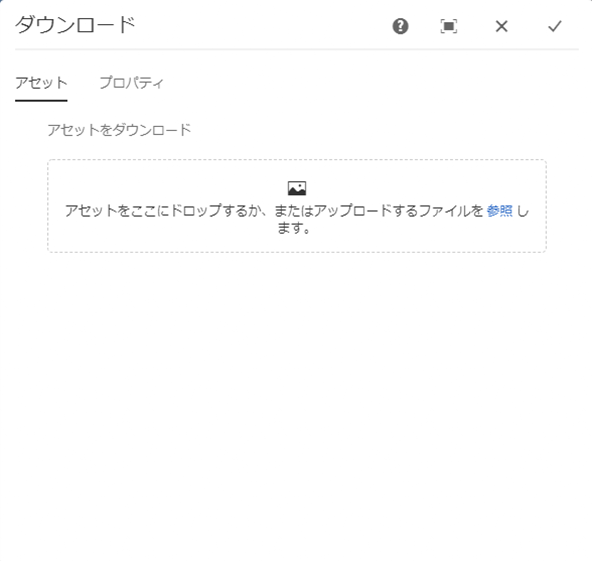 ダウンロード
アセット プロパティ
アセットをダウンロード
アセットをここにドロップするか、またはアップロードするファイルを 参照 し
ます。